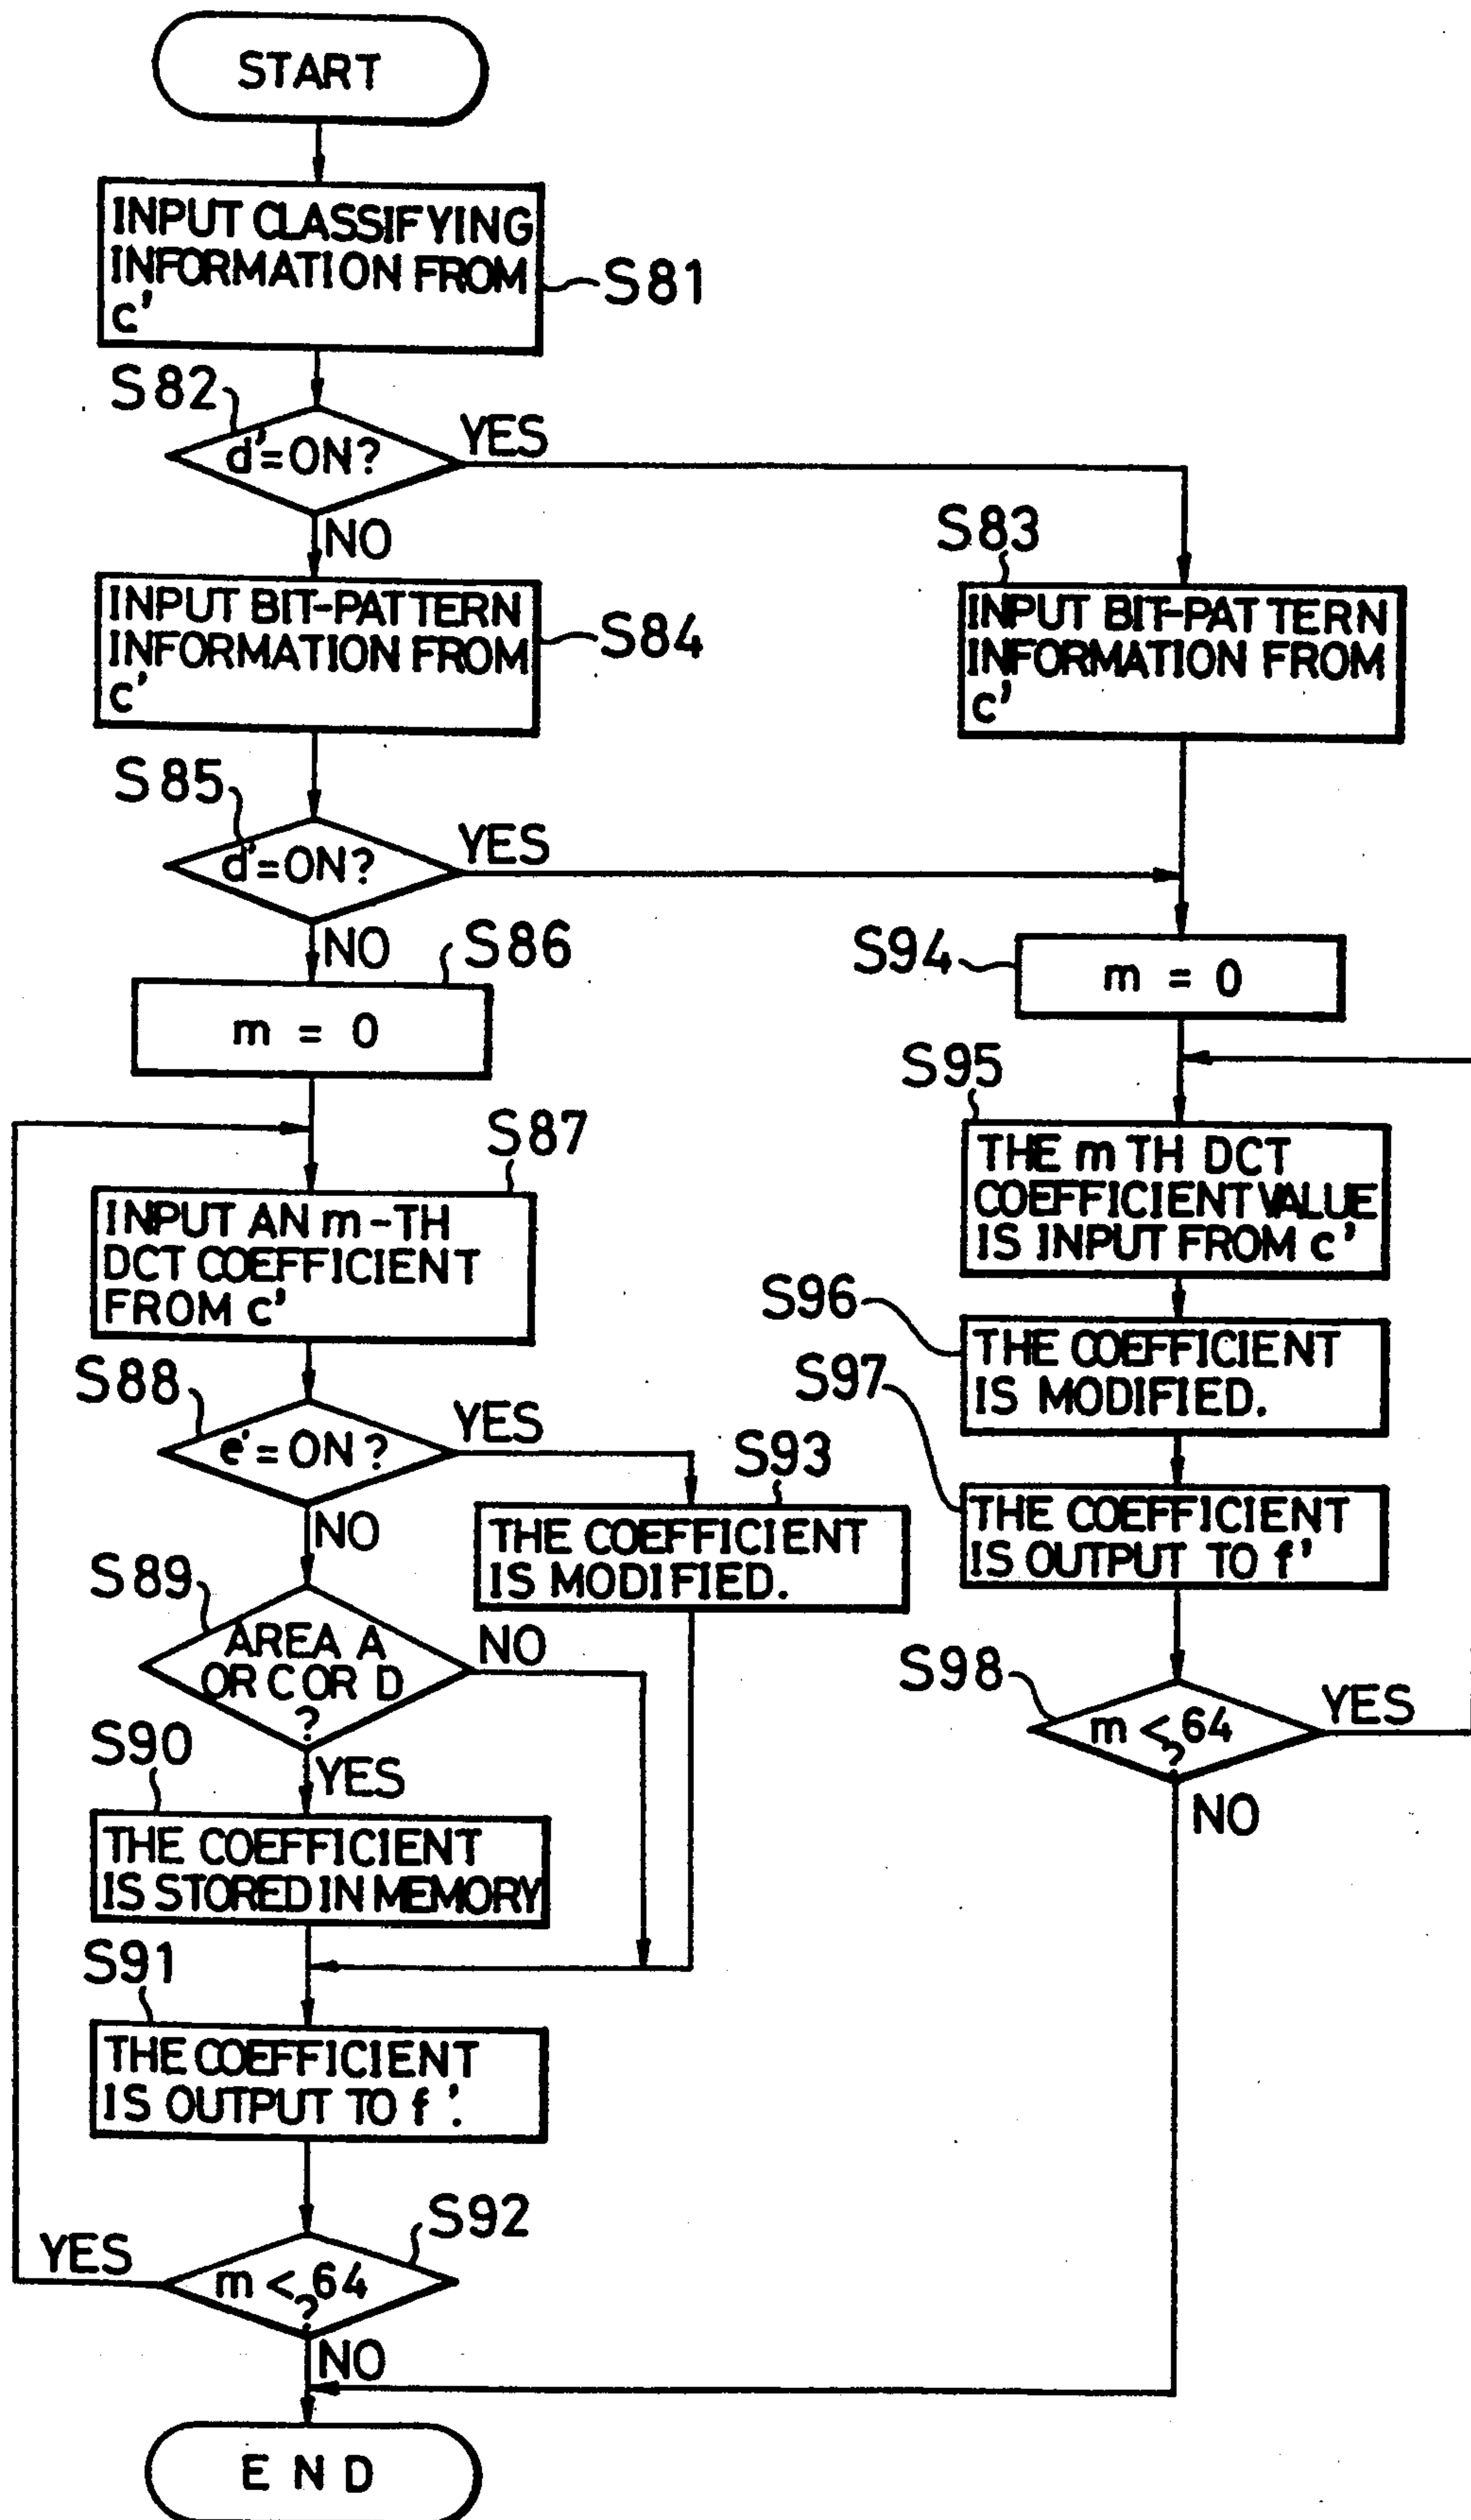 START
INPUT CLASSIFYING
INFORMATION FROM
c'
S81
S82
d'=ON?
YES
NO
S83
INPUT BIT-PATTERN
INFORMATION FROM
c'
S84
INPUT BIT-PATTERN
INFORMATION FROM
c'
S85
d'=ON?
YES
NO
S86
m = 0
S94
m = 0
S87
INPUT AN m-TH
DCT COEFFICIENT
FROM c'
S95
THE m TH DCT
COEFFICIENT VALUE
IS INPUT FROM c'
S88
e'=ON?
YES
NO
S93
THE COEFFICIENT
IS MODIFIED.
S96
THE COEFFICIENT
IS MODIFIED.
S97
THE COEFFICIENT
IS OUTPUT TO f'
S89
AREA A
OR C OR D
?
NO
YES
S98
m < 64
?
YES
NO
S90
THE COEFFICIENT
IS STORED IN MEMORY
S91
THE COEFFICIENT
IS OUTPUT TO f'.
S92
m < 64
?
YES
NO
END